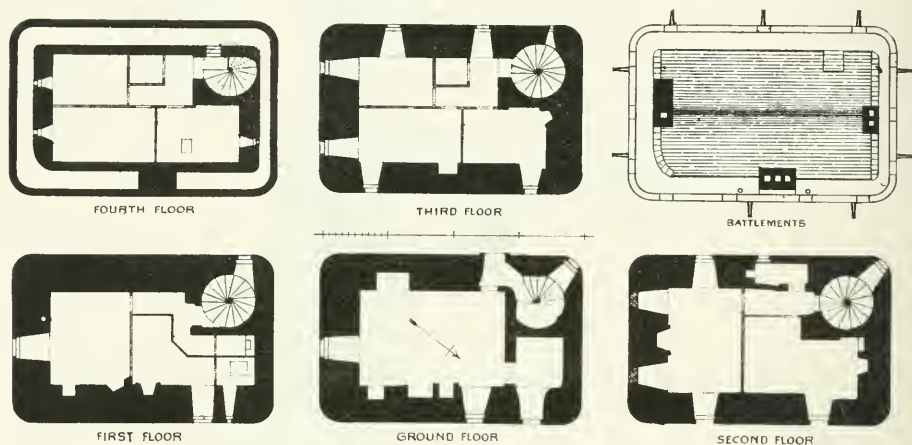 FOURTH FLOOR
THIRD FLOOR
BATTLEMENTS
FIRST FLOOR
GROUND FLOOR
SECOND FLOOR